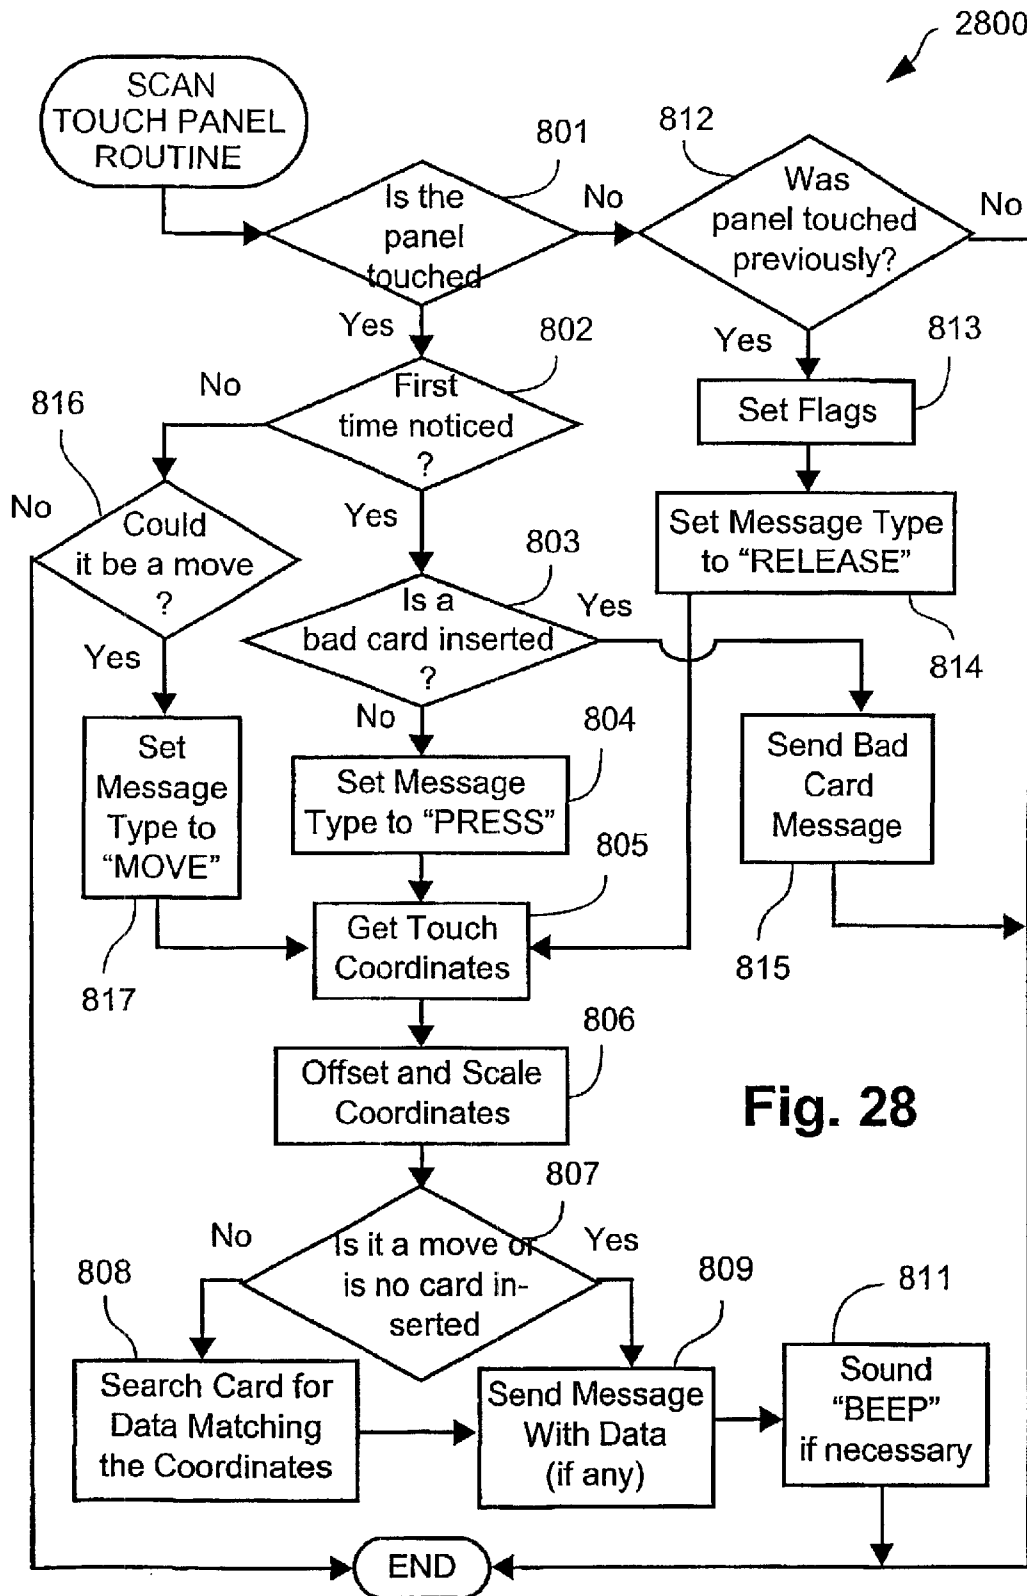 2800
SCAN
TOUCH PANEL
ROUTINE
801
Is the
panel
touched
No
812
Was
panel touched
previously?
No
Yes
802
Yes
813
First
time noticed
?
No
Set Flags
816
Could
it be a move
?
No
Yes
803
Set Message Type
to “RELEASE”
814
Is a
bad card inserted
?
Yes
Yes
No
804
Set
Message
Type to
“MOVE”
817
Set Message
Type to “PRESS”
Send Bad
Card
Message
815
805
Get Touch
Coordinates
806
Offset and Scale
Coordinates
Fig. 28
807
Is it a move or
is no card in-
serted
No
Yes
808
Search Card for
Data Matching
the Coordinates
809
Send Message
With Data
(if any)
811
Sound
“BEEP”
if necessary
END